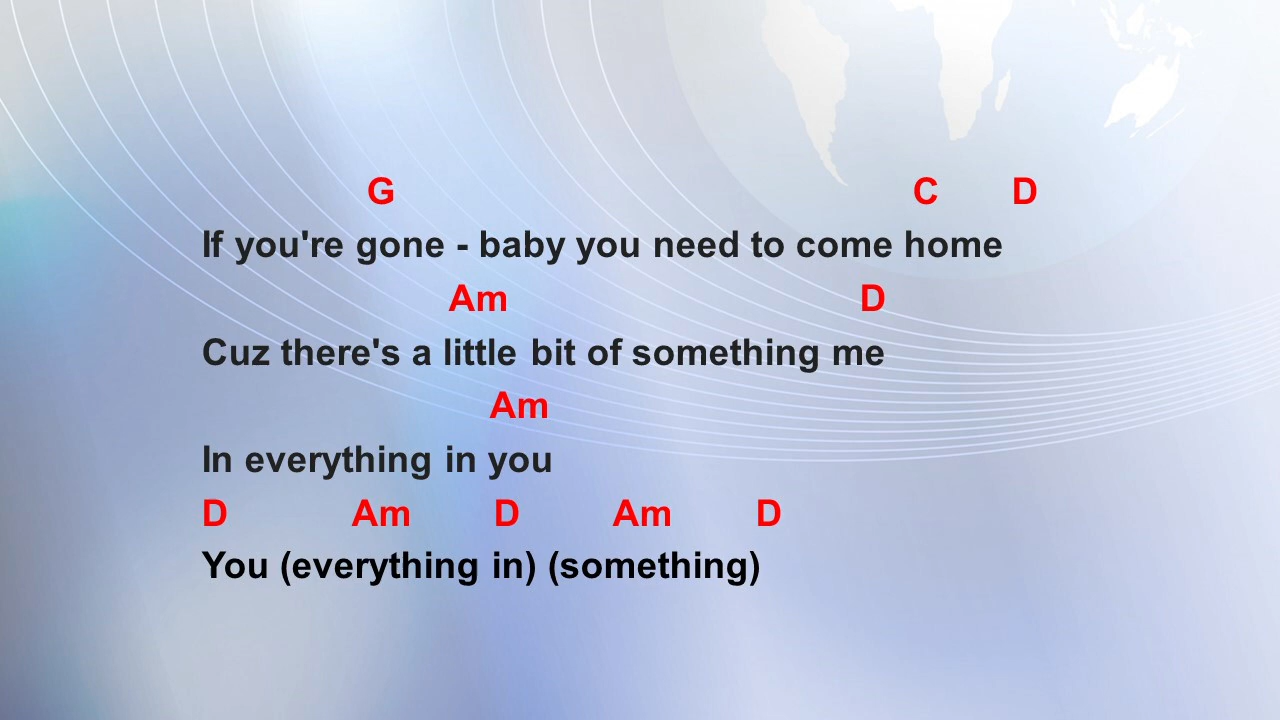 G C D
If you're gone - baby you need to come home
Am D
Cuz there's a little bit of something me
Am
In everything in you
D Am D Am D
You (everything in) (something)